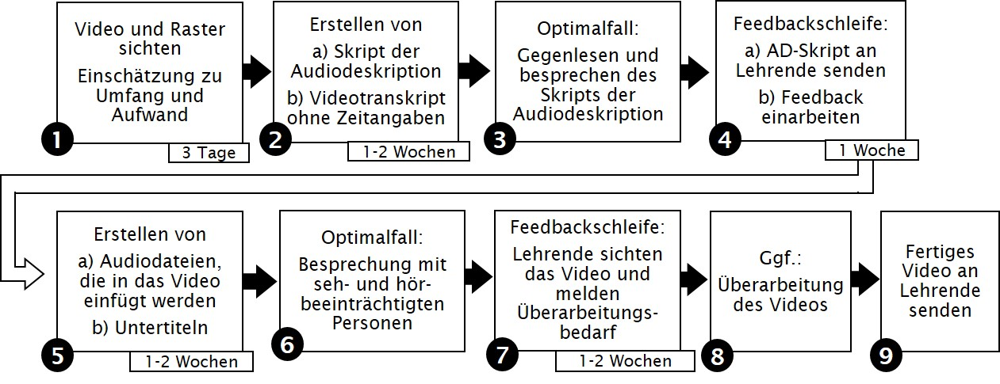 Video und Raster
sichten
Einschätzung zu
Umfang und
Aufwand
1
3 Tage
Erstellen von
a) Skript der
Audiodeskription
b) Videotranskript
ohne Zeitangaben
2
1-2 Wochen
Optimalfall:
Gegenlesen und
besprechen des
Skripts der
Audiodeskription
3
Feedbackschleife:
a) AD-Skript an
Lehrende senden
b) Feedback
einarbeiten
4
1 Woche
Erstellen von
a) Audiodateien,
die in das Video
einfügt werden
b) Untertiteln
5
1-2 Wochen
Optimalfall:
Besprechung mit
seh- und hör-
beeinträchtigten
Personen
6
Feedbackschleife:
Lehrende sichten
das Video und
melden
Überarbeitungs-
bedarf
7
1-2 Wochen
Ggf.:
Überarbeitung
des Videos
8
Fertiges
Video an
Lehrende
senden
9